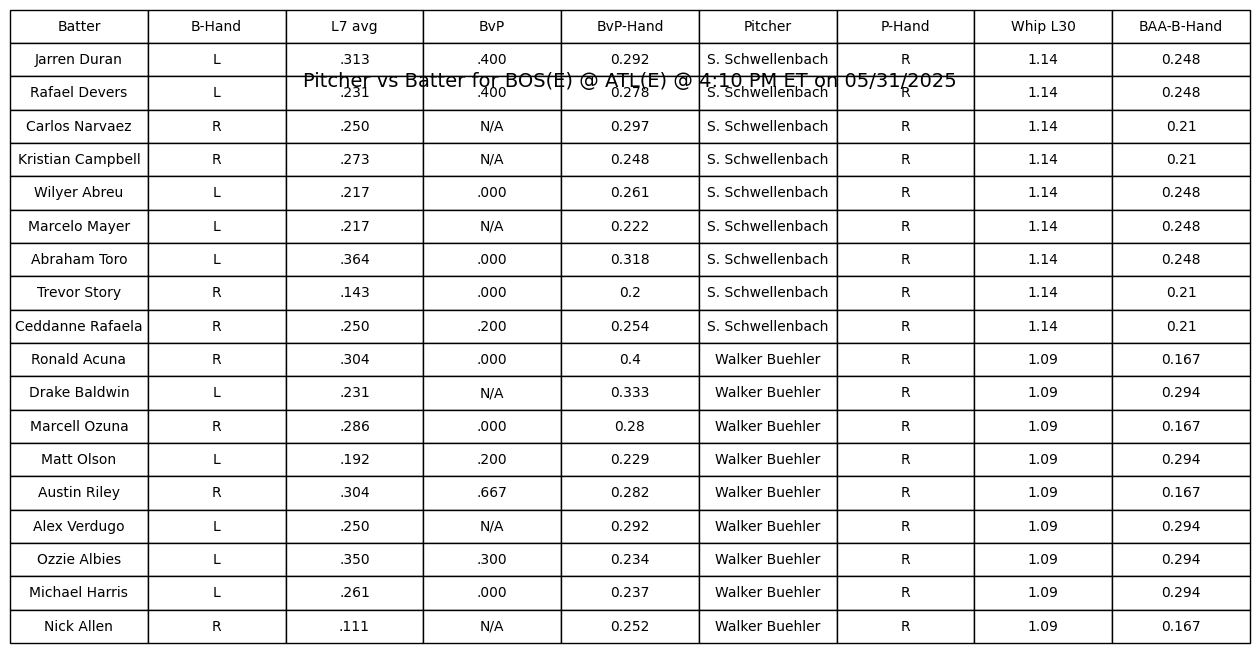 Batter B-Hand L7 avg BvP BvP-Hand Pitcher P-Hand Whip L30 BAA-B-Hand
Jarren Duran L .313 .400 0.292 S. Schwellenbach R 1.14 0.248
Pitcher vs Batter for BOS(E) @ ATL(E) @ 4:10 PM ET on 05/31/2025
Rafael Devers L .231 .400 0.278 S. Schwellenbach R 1.14 0.248
Carlos Narvaez R .250 N/A 0.297 S. Schwellenbach R 1.14 0.21
Kristian Campbell R .273 N/A 0.248 S. Schwellenbach R 1.14 0.21
Wilyer Abreu L .217 .000 0.261 S. Schwellenbach R 1.14 0.248
Marcelo Mayer L .217 N/A 0.222 S. Schwellenbach R 1.14 0.248
Abraham Toro L .364 .000 0.318 S. Schwellenbach R 1.14 0.248
Trevor Story R .143 .000 0.2 S. Schwellenbach R 1.14 0.21
Ceddanne Rafaela R .250 .200 0.254 S. Schwellenbach R 1.14 0.21
Ronald Acuna R .304 .000 0.4 Walker Buehler R 1.09 0.167
Drake Baldwin L .231 N/A 0.333 Walker Buehler R 1.09 0.294
Marcell Ozuna R .286 .000 0.28 Walker Buehler R 1.09 0.167
Matt Olson L .192 .200 0.229 Walker Buehler R 1.09 0.294
Austin Riley R .304 .667 0.282 Walker Buehler R 1.09 0.167
Alex Verdugo L .250 N/A 0.292 Walker Buehler R 1.09 0.294
Ozzie Albies L .350 .300 0.234 Walker Buehler R 1.09 0.294
Michael Harris L .261 .000 0.237 Walker Buehler R 1.09 0.294
Nick Allen R .111 N/A 0.252 Walker Buehler R 1.09 0.167